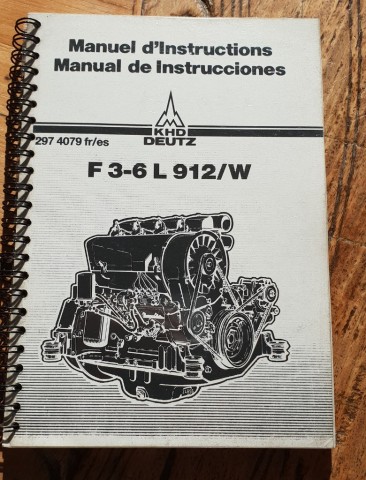 Manuel d'Instructions
Manual de Instrucciones
KHD
DEUTZ
297 4079 fr/es
F 3-6 L 912/W